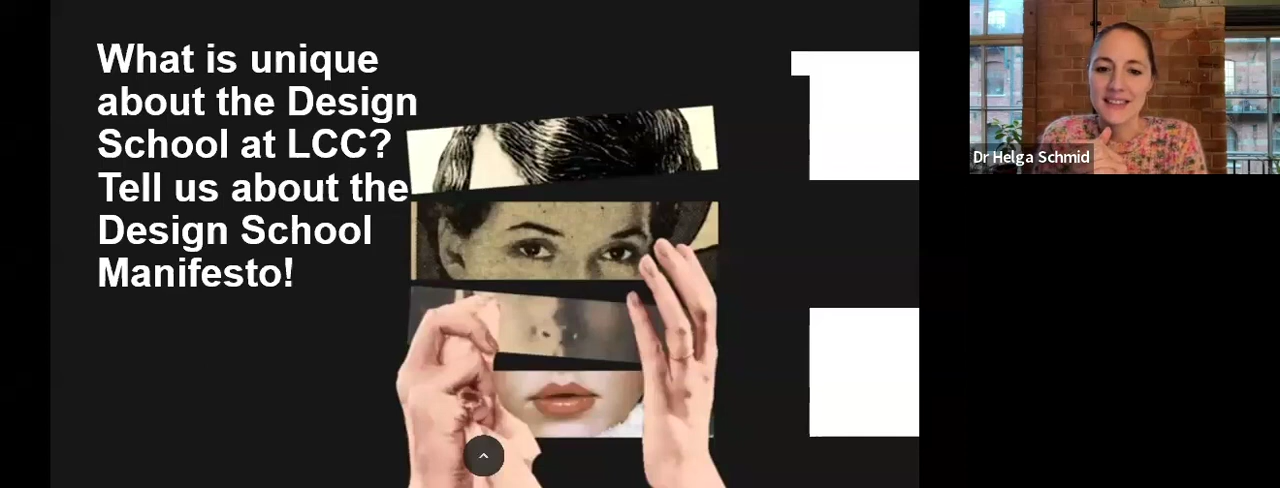 What is unique
about the Design
School at LCC?
Tell us about the
Design School
Manifesto!
Dr Helga Schmid